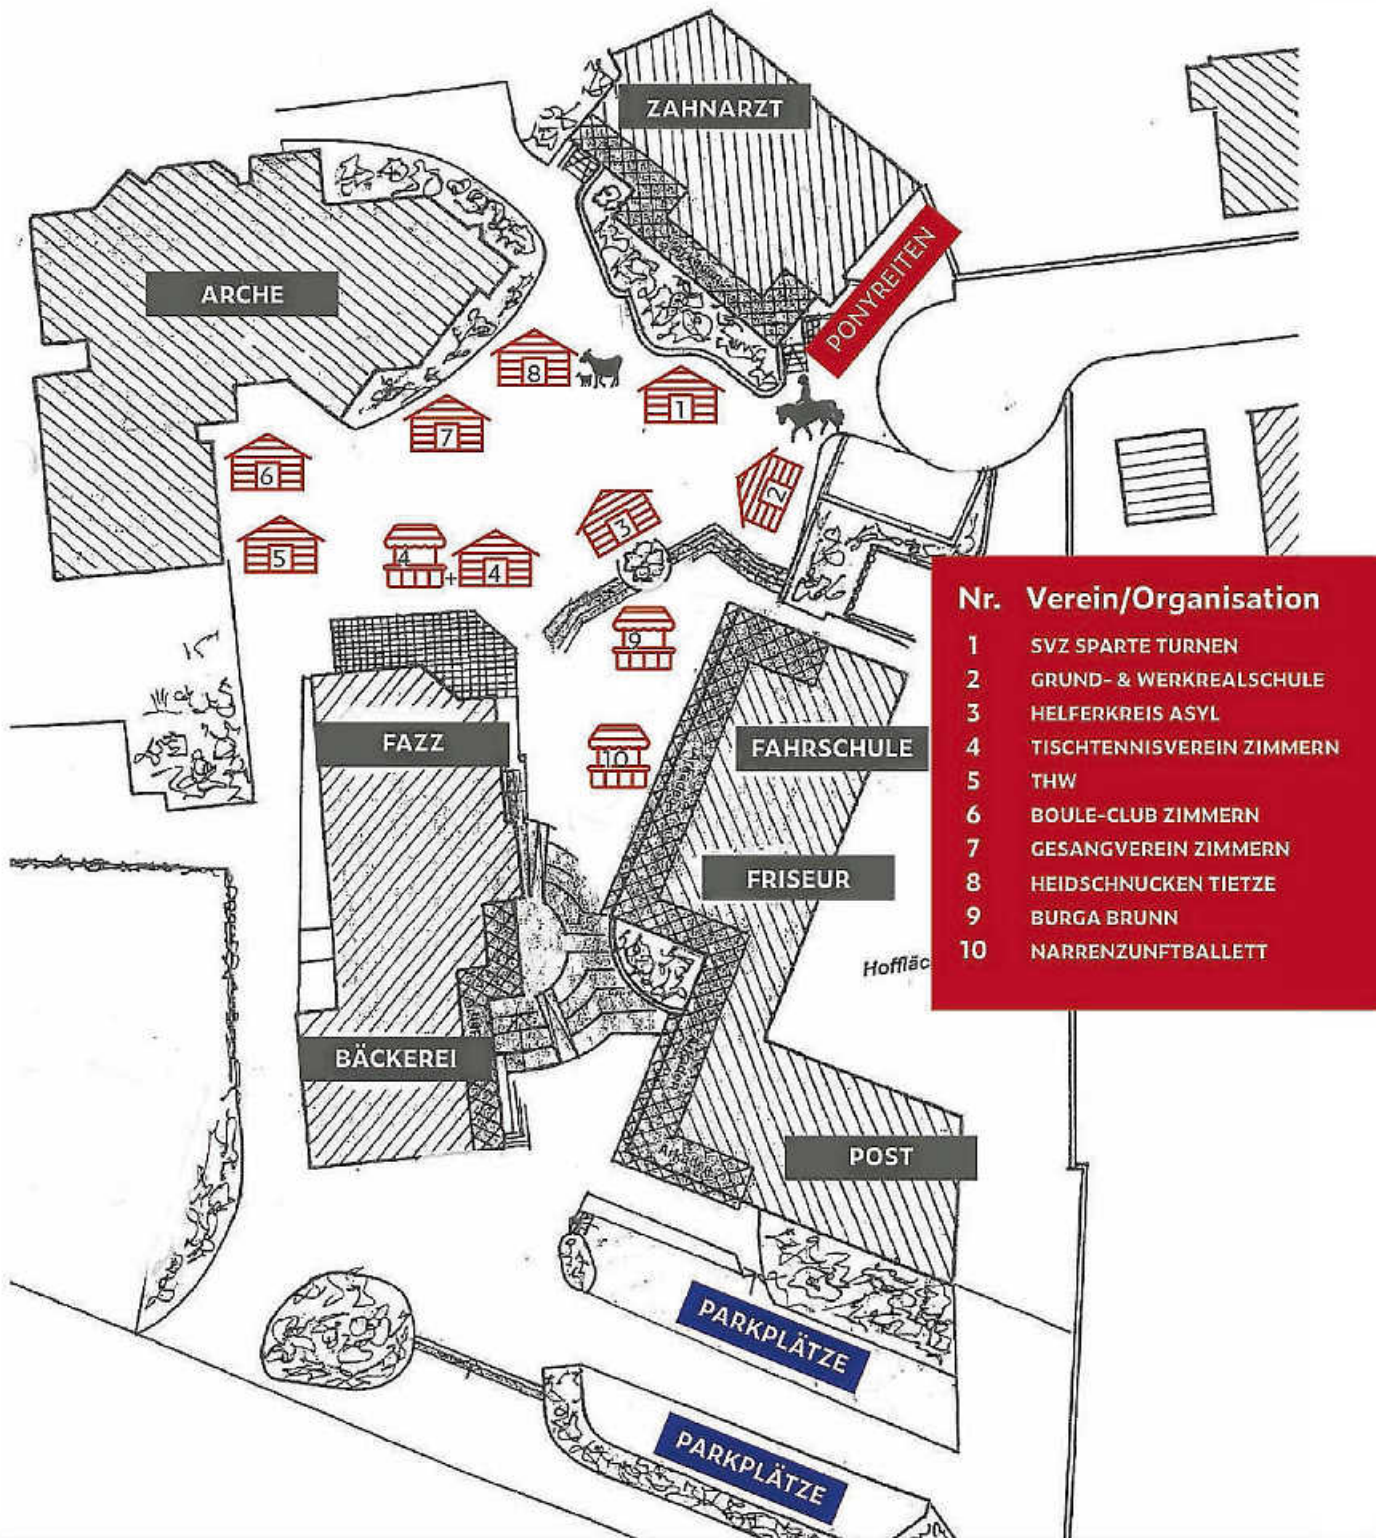 ZAHNARZT
ARCHE
PONYREITEN
8
1
7
6
2
3
5
4
+
4
9
10
Nr. Verein/Organisation
1 SVZ SPARTE TURNEN
2 GRUND- & WERKREALSCHULE
3 HELFERKREIS ASYL
4 TISCHTENNISVEREIN ZIMMERN
5 THW
6 BOULE-CLUB ZIMMERN
7 GESANGVEREIN ZIMMERN
8 HEIDSCHNUCKEN TIETZE
9 BURGA BRUNN
10 NARRENZUNFTBALLETT
FAZZ
FAHRSCHULE
FRISEUR
Hoffläc
BÄCKEREI
POST
PARKPLÄTZE
PARKPLÄTZE